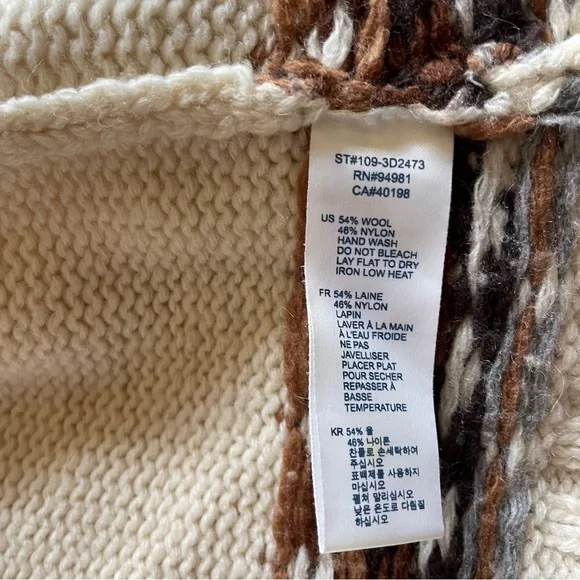 ST#109-3D2473
RN#94981
CA#40198
US 54% WOOL
46% NYLON
HAND WASH
DO NOT BLEACH
LAY FLAT TO DRY
IRON LOW HEAT
FR 54% LAINE
46% NYLON
LAPIN
LAVER À LA MAIN
À L'EAU FROIDE
NE PAS
JAVELLISER
PLACER PLAT
POUR SECHER
REPASSER À
BASSE
TEMPERATURE
KR 54% 울
46% 나이론
찬물로 손세탁하여
주십시오
표백제를 사용하지
마십시오
펼쳐 말리십시오
낮은 온도로 다림질
하십시오